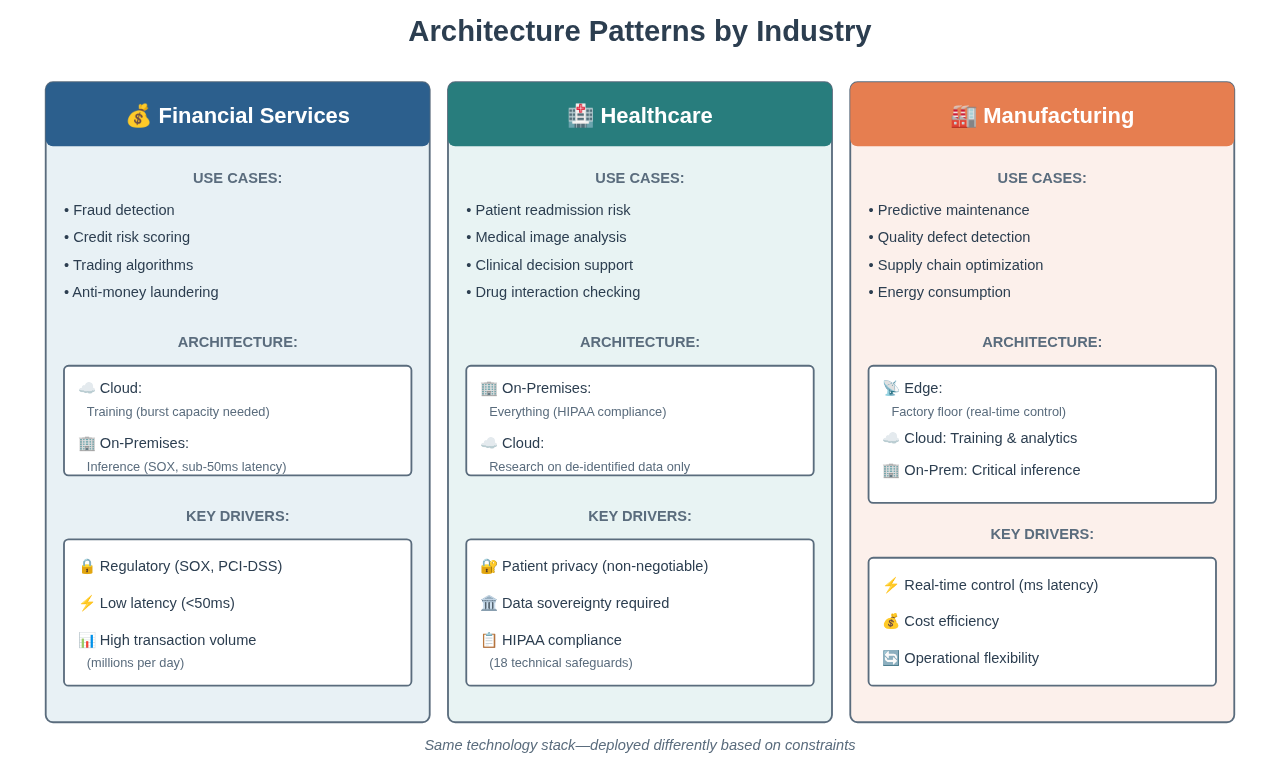 Architecture Patterns by Industry
💰 Financial Services
USE CASES:
• Fraud detection
• Credit risk scoring
• Trading algorithms
• Anti-money laundering
ARCHITECTURE:
☁️ Cloud:
Training (burst capacity needed)
🏢 On-Premises:
Inference (SOX, sub-50ms latency)
KEY DRIVERS:
🔒 Regulatory (SOX, PCI-DSS)
⚡ Low latency (<50ms)
📊 High transaction volume
(millions per day)
🏥 Healthcare
USE CASES:
• Patient readmission risk
• Medical image analysis
• Clinical decision support
• Drug interaction checking
ARCHITECTURE:
🏢 On-Premises:
Everything (HIPAA compliance)
☁️ Cloud:
Research on de-identified data only
KEY DRIVERS:
🔐 Patient privacy (non-negotiable)
🏛️ Data sovereignty required
📋 HIPAA compliance
(18 technical safeguards)
🏭 Manufacturing
USE CASES:
• Predictive maintenance
• Quality defect detection
• Supply chain optimization
• Energy consumption
ARCHITECTURE:
📡 Edge:
Factory floor (real-time control)
☁️ Cloud: Training & analytics
🏢 On-Prem: Critical inference
KEY DRIVERS:
⚡ Real-time control (ms latency)
💰 Cost efficiency
🔄 Operational flexibility
Same technology stack—deployed differently based on constraints